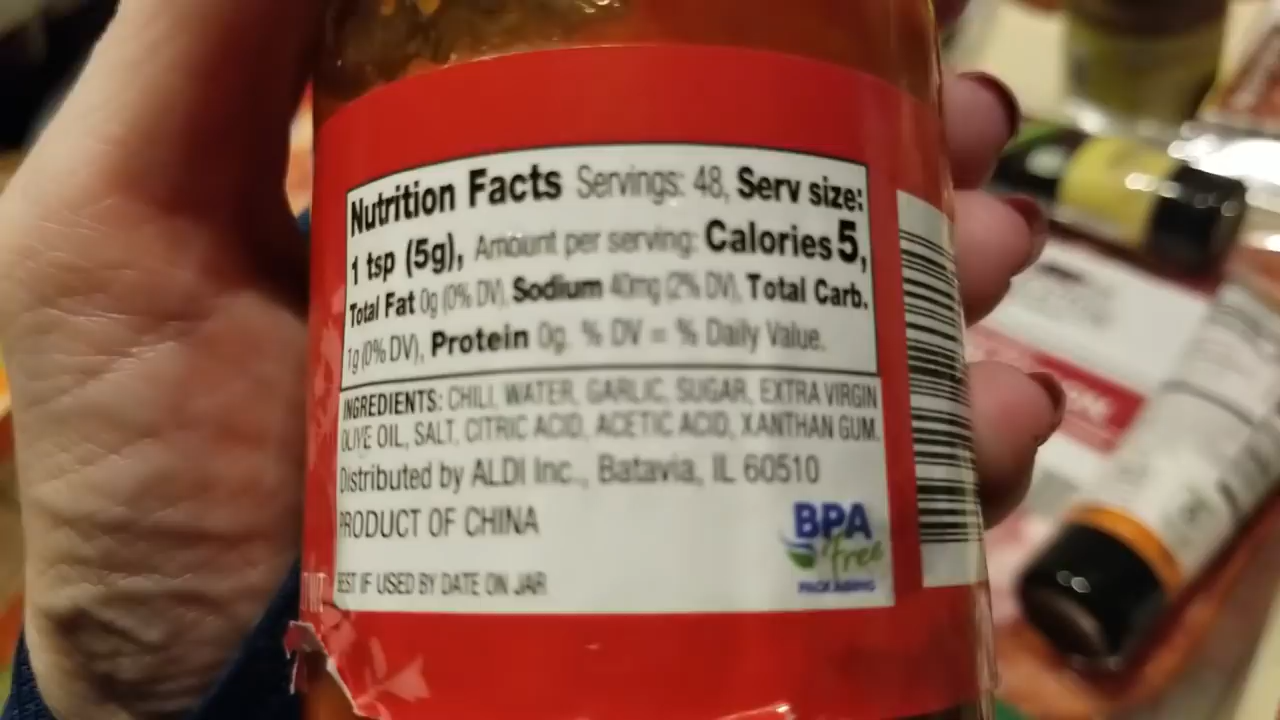 Nutrition Facts Servings: 48, Serv size:
1 tsp (5g), Amount per serving: Calories 5,
Total Fat 0g (0% DV), Sodium 40mg (2% DV), Total Carb.
1g (0% DV), Protein 0g. % DV = % Daily Value.
INGREDIENTS: CHILI, WATER, GARLIC, SUGAR, EXTRA VIRGIN
OLIVE OIL, SALT, CITRIC ACID, ACETIC ACID, XANTHAN GUM.
Distributed by ALDI Inc., Batavia, IL 60510
PRODUCT OF CHINA
BPA
free
PACKAGING
BEST IF USED BY DATE ON JAR